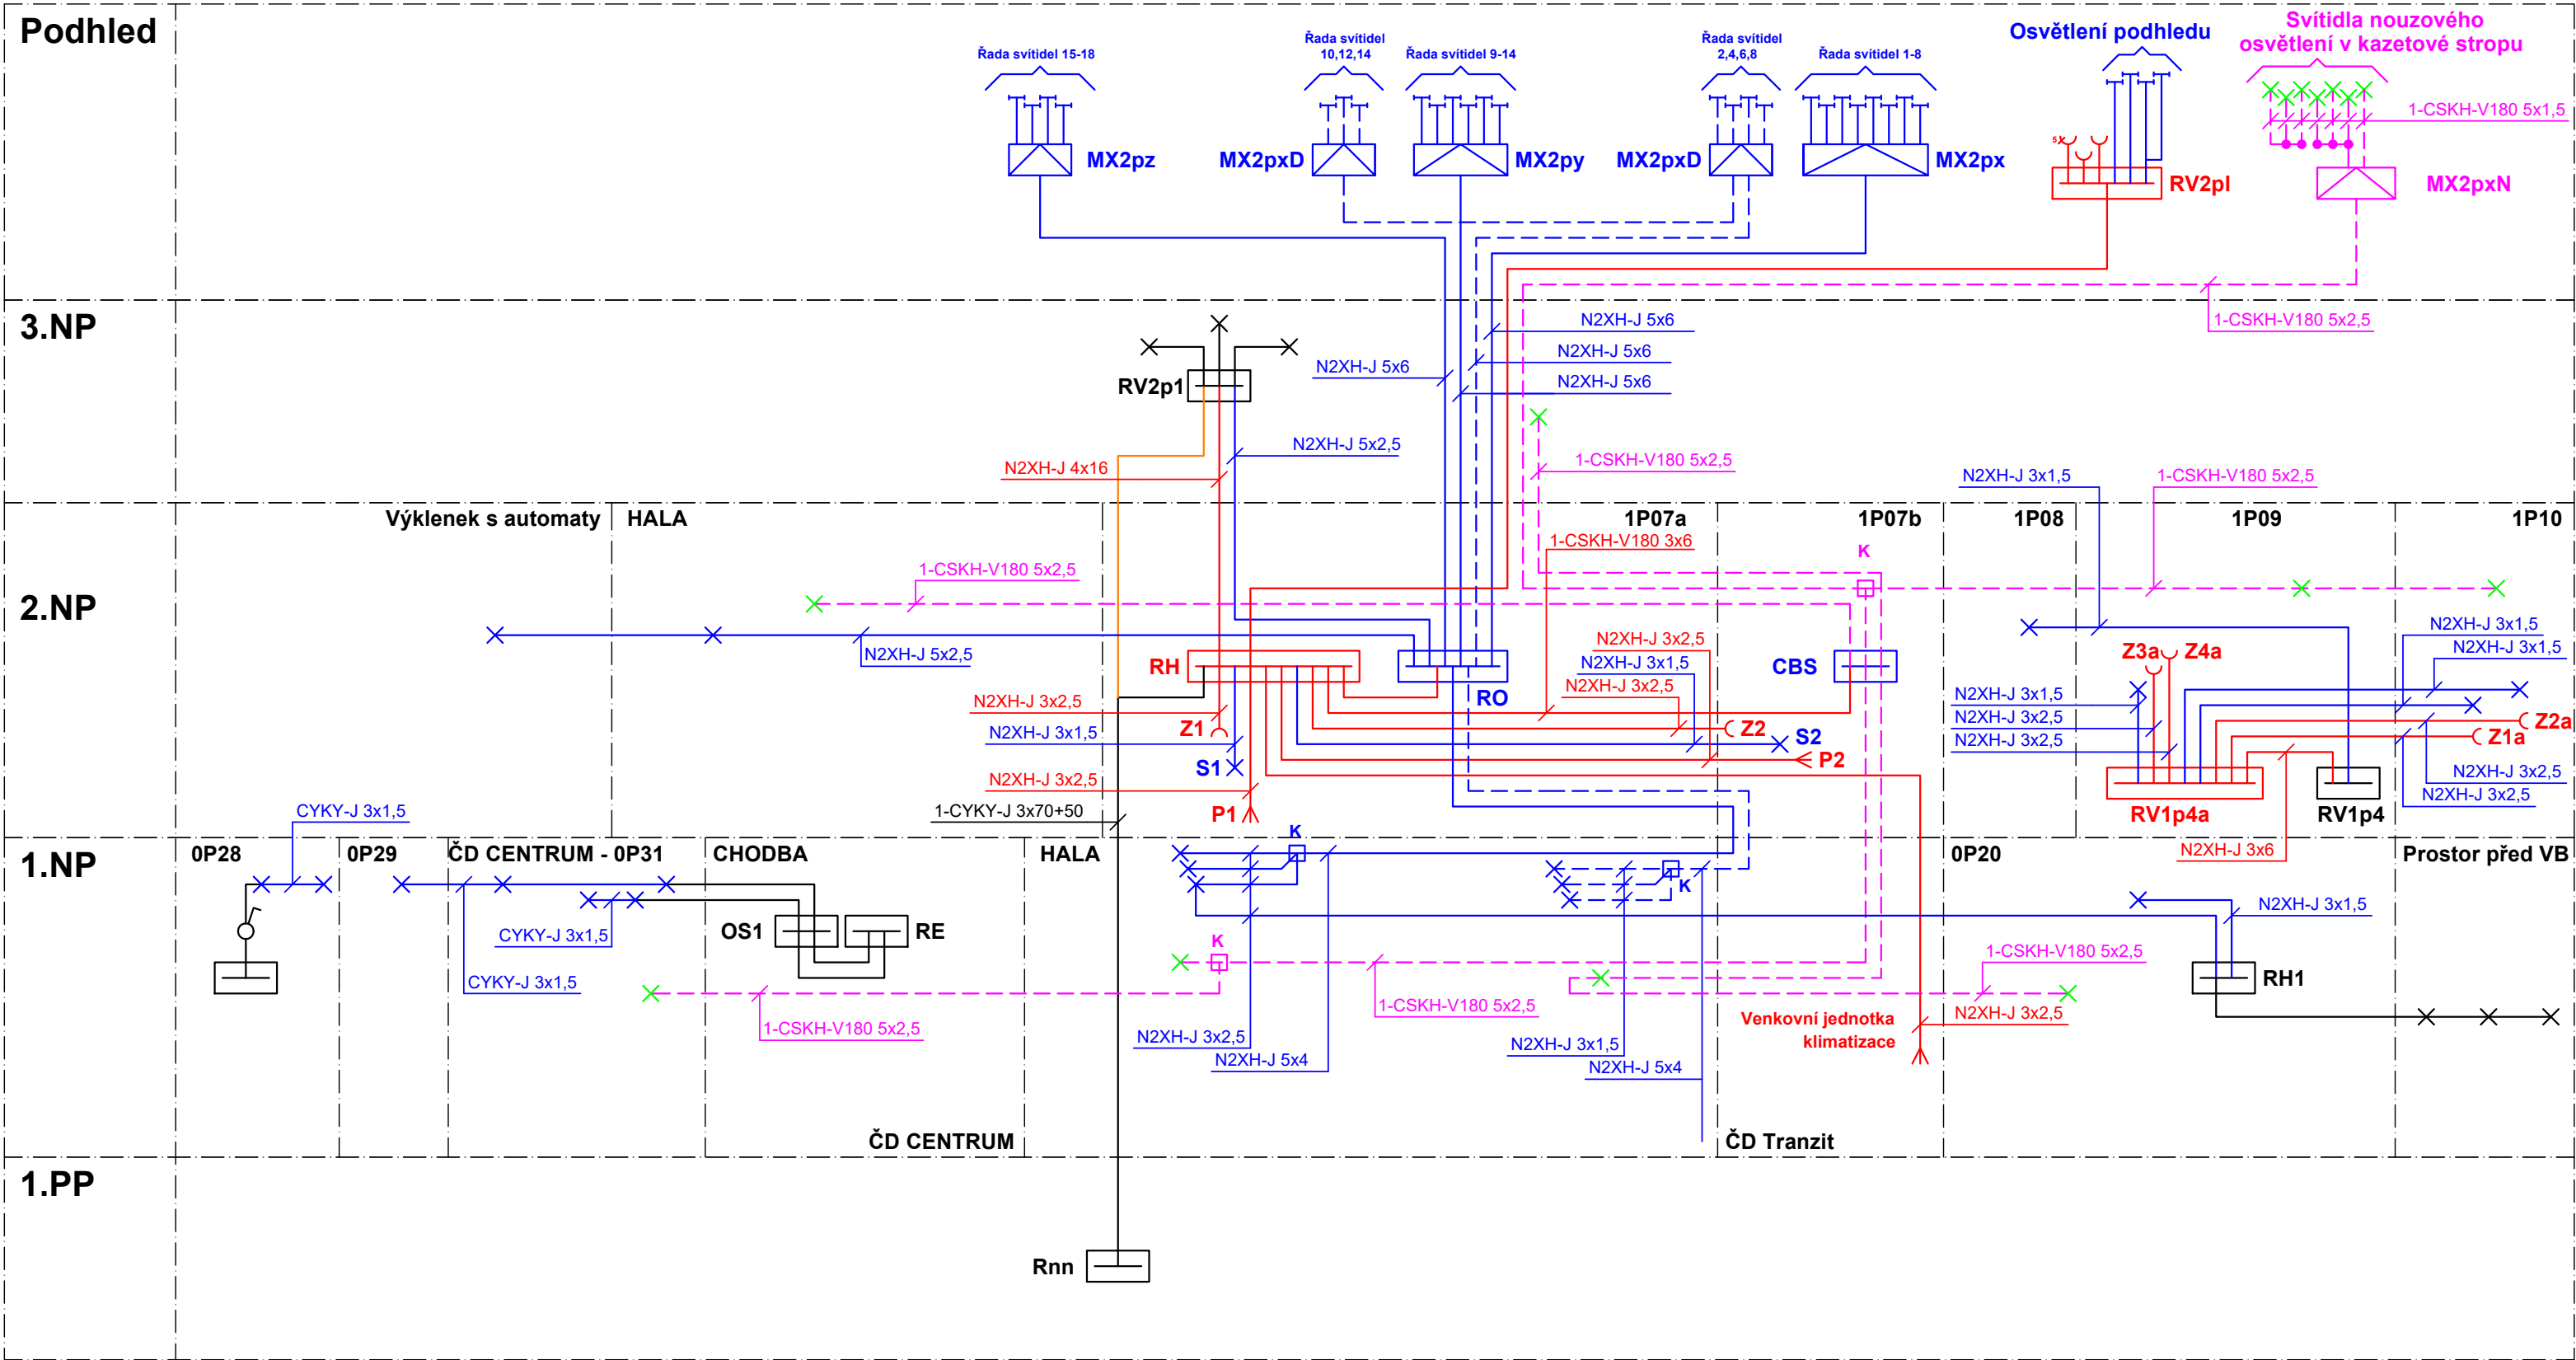 Podhled
Řada svítidel 15-18
Řada svítidel
10,12,14
Řada svítidel 9-14
Řada svítidel
2,4,6,8
Řada svítidel 1-8
Osvětlení podhledu
Svítidla nouzového
osvětlení v kazetové stropu
1-CSKH-V180 5x1,5
MX2pz
MX2pxD
MX2py
MX2pxD
MX2px
5x
RV2pl
MX2pxN
3.NP
N2XH-J 5x6
1-CSKH-V180 5x2,5
N2XH-J 5x6
N2XH-J 5x6
N2XH-J 5x6
RV2p1
N2XH-J 5x2,5
N2XH-J 4x16
1-CSKH-V180 5x2,5
N2XH-J 3x1,5
1-CSKH-V180 5x2,5
2.NP
Výklenek s automaty
HALA
1P07a
1P07b
1P08
1P09
1P10
1-CSKH-V180 3x6
K
1-CSKH-V180 5x2,5
N2XH-J 5x2,5
N2XH-J 3x2,5
N2XH-J 3x1,5
N2XH-J 3x2,5
RH
RO
CBS
N2XH-J 3x1,5
N2XH-J 3x1,5
Z3a
Z4a
N2XH-J 3x2,5
N2XH-J 3x1,5
Z1
Z2
S2
S1
P2
N2XH-J 3x1,5
N2XH-J 3x2,5
N2XH-J 3x2,5
Z2a
Z1a
N2XH-J 3x2,5
N2XH-J 3x2,5
N2XH-J 3x2,5
P1
RV1p4a
RV1p4
CYKY-J 3x1,5
1-CYKY-J 3x70+50
1.NP
0P28
0P29
ČD CENTRUM - 0P31
CHODBA
HALA
K
0P20
N2XH-J 3x6
Prostor před VB
K
N2XH-J 3x1,5
OS1
RE
CYKY-J 3x1,5
K
1-CSKH-V180 5x2,5
CYKY-J 3x1,5
RH1
1-CSKH-V180 5x2,5
1-CSKH-V180 5x2,5
N2XH-J 3x2,5
Venkovní jednotka
klimatizace
N2XH-J 3x2,5
N2XH-J 5x4
N2XH-J 3x1,5
N2XH-J 5x4
ČD CENTRUM
ČD Tranzit
1.PP
Rnn